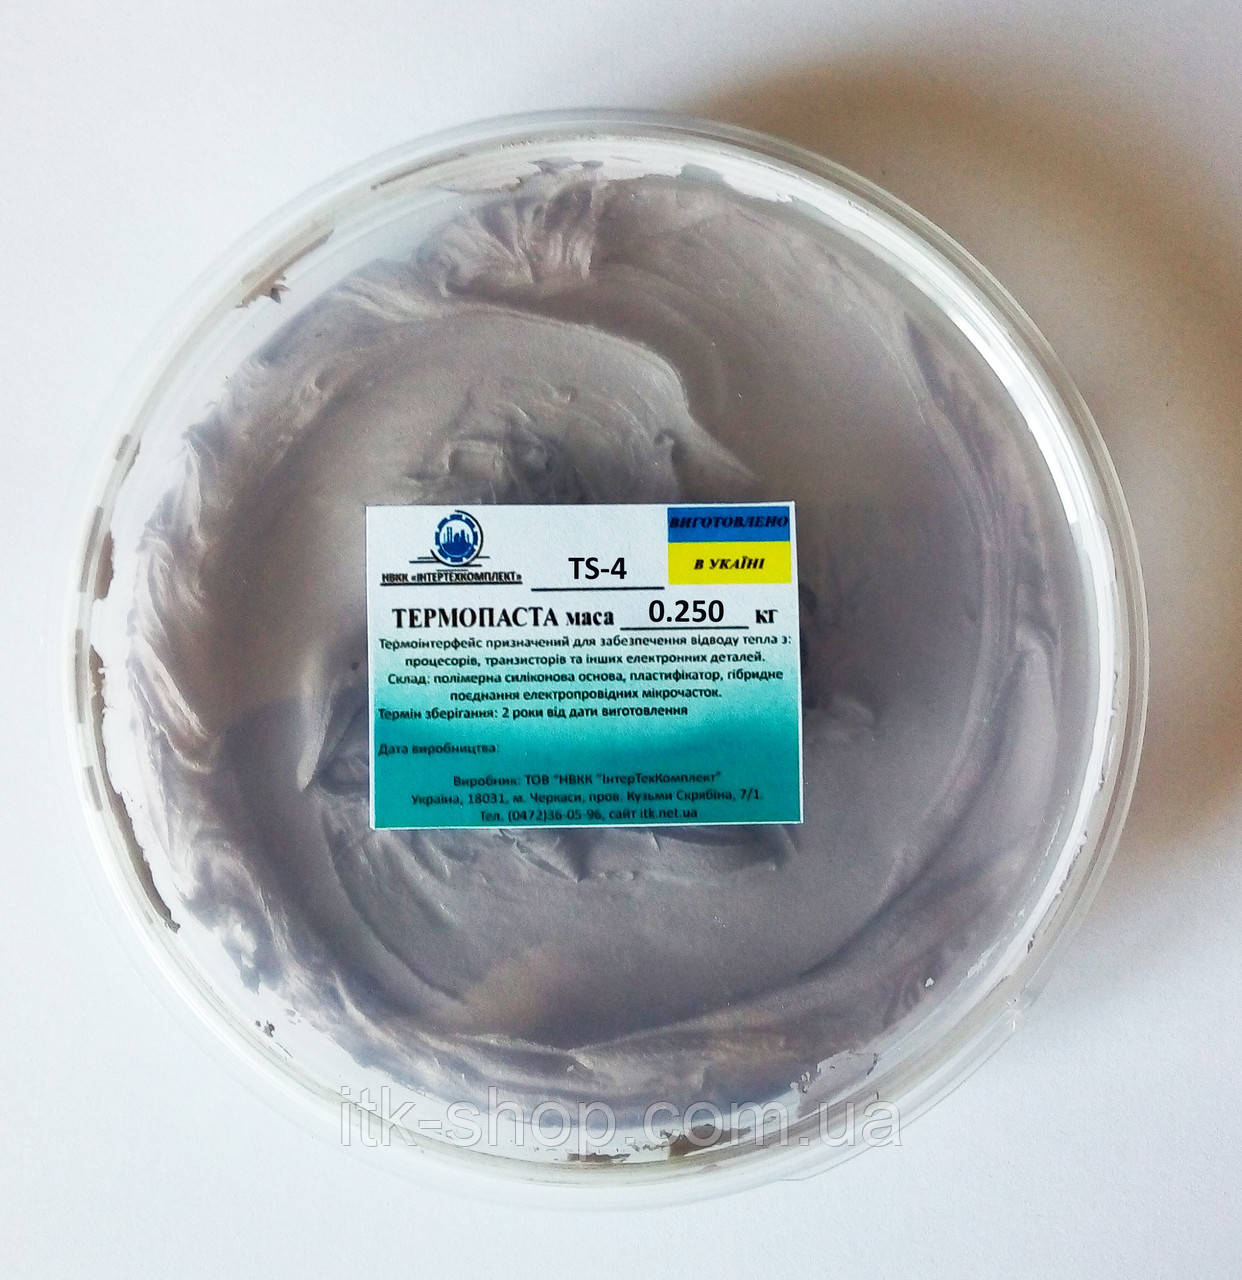 ВИГОТОВЛЕНО
В УКАЇНІ
НВКК «ІНТЕРТЕХКОМПЛЕКТ»
TS-4
ТЕРМОПАСТА маса 0.250 кг
Термоінтерфейс призначений для забезпечення відводу тепла з:
процесорів, транзисторів та інших електронних деталей.
Склад: полімерна силіконова основа, пластифікатор, гібридне
поєднання електропровідних мікрочасток.
Термін зберігання: 2 роки від дати виготовлення
Дата виробництва:
Виробник: ТОВ "НВКК "ІнтерТехКомплект"
Україна, 18031, м. Черкаси, пров. Кузьми Скрябіна, 7/1.
Тел. (0472)36-05-96, сайт itk.net.ua
itk-shop.com.ua